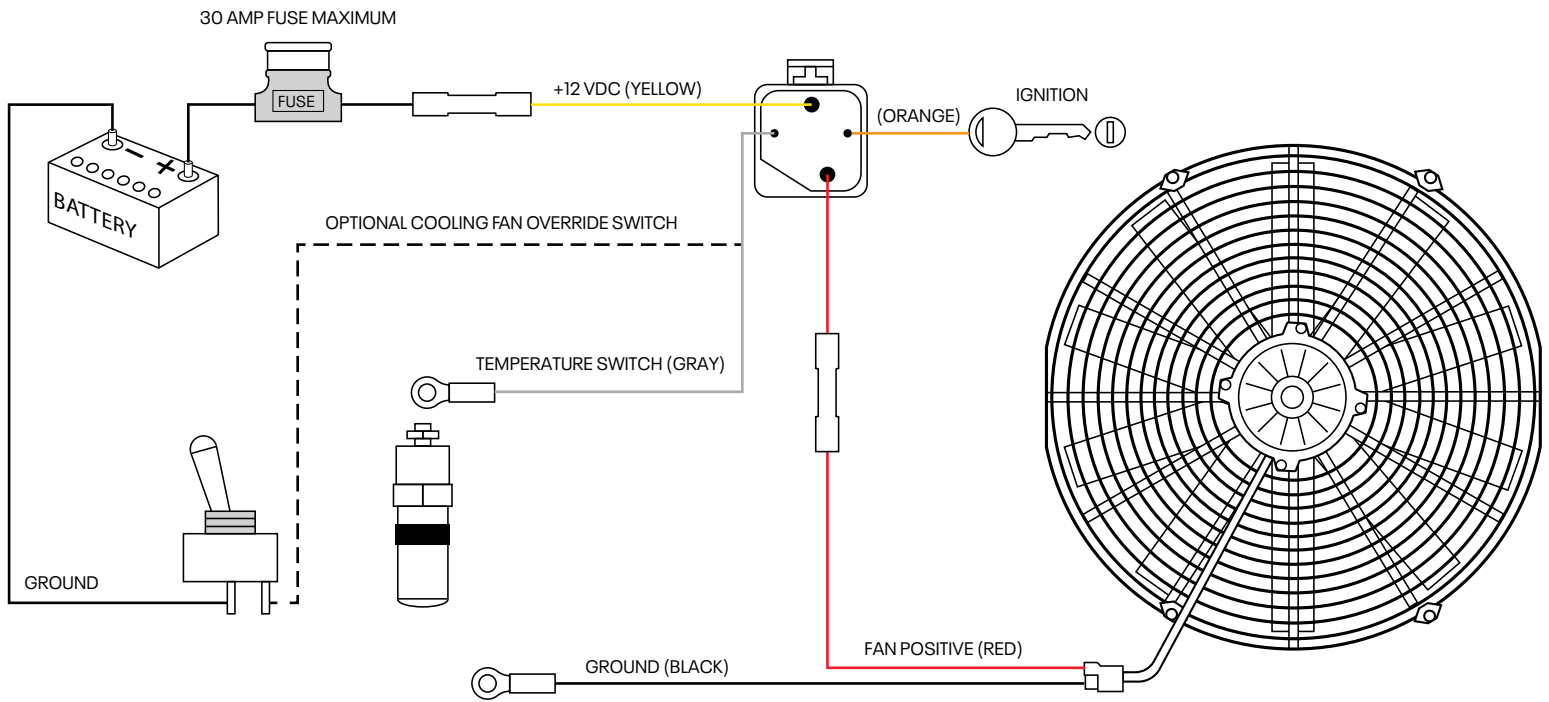 30 AMP FUSE MAXIMUM
FUSE
+12 VDC (YELLOW)
(ORANGE)
IGNITION
− +
BATTERY
OPTIONAL COOLING FAN OVERRIDE SWITCH
TEMPERATURE SWITCH (GRAY)
GROUND
FAN POSITIVE (RED)
GROUND (BLACK)